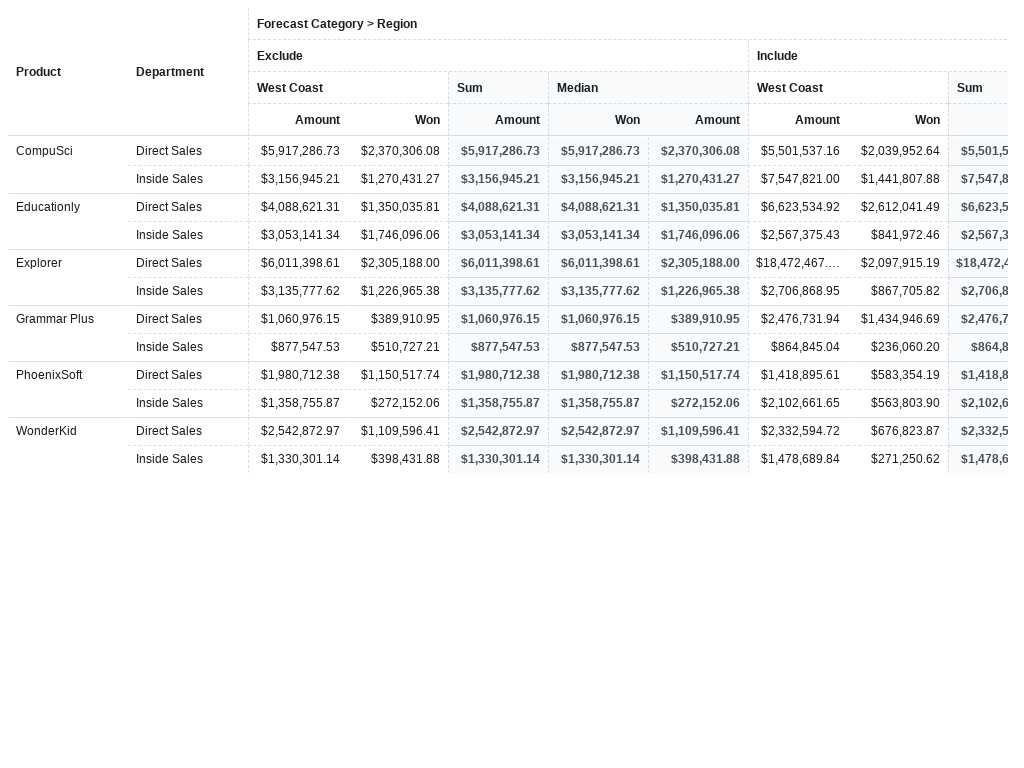 Forecast Category > Region
Product Department Exclude Include
West Coast Sum Median West Coast Sum
Amount Won Amount Won Amount Amount Won
CompuSci Direct Sales $5,917,286.73 $2,370,306.08 $5,917,286.73 $5,917,286.73 $2,370,306.08 $5,501,537.16 $2,039,952.64 $5,501,5
Inside Sales $3,156,945.21 $1,270,431.27 $3,156,945.21 $3,156,945.21 $1,270,431.27 $7,547,821.00 $1,441,807.88 $7,547,8
Educationly Direct Sales $4,088,621.31 $1,350,035.81 $4,088,621.31 $4,088,621.31 $1,350,035.81 $6,623,534.92 $2,612,041.49 $6,623,5
Inside Sales $3,053,141.34 $1,746,096.06 $3,053,141.34 $3,053,141.34 $1,746,096.06 $2,567,375.43 $841,972.46 $2,567,3
Explorer Direct Sales $6,011,398.61 $2,305,188.00 $6,011,398.61 $6,011,398.61 $2,305,188.00 $18,472,467.... $2,097,915.19 $18,472,4
Inside Sales $3,135,777.62 $1,226,965.38 $3,135,777.62 $3,135,777.62 $1,226,965.38 $2,706,868.95 $867,705.82 $2,706,8
Grammar Plus Direct Sales $1,060,976.15 $389,910.95 $1,060,976.15 $1,060,976.15 $389,910.95 $2,476,731.94 $1,434,946.69 $2,476,7
Inside Sales $877,547.53 $510,727.21 $877,547.53 $877,547.53 $510,727.21 $864,845.04 $236,060.20 $864,8
PhoenixSoft Direct Sales $1,980,712.38 $1,150,517.74 $1,980,712.38 $1,980,712.38 $1,150,517.74 $1,418,895.61 $583,354.19 $1,418,8
Inside Sales $1,358,755.87 $272,152.06 $1,358,755.87 $1,358,755.87 $272,152.06 $2,102,661.65 $563,803.90 $2,102,6
WonderKid Direct Sales $2,542,872.97 $1,109,596.41 $2,542,872.97 $2,542,872.97 $1,109,596.41 $2,332,594.72 $676,823.87 $2,332,5
Inside Sales $1,330,301.14 $398,431.88 $1,330,301.14 $1,330,301.14 $398,431.88 $1,478,689.84 $271,250.62 $1,478,6